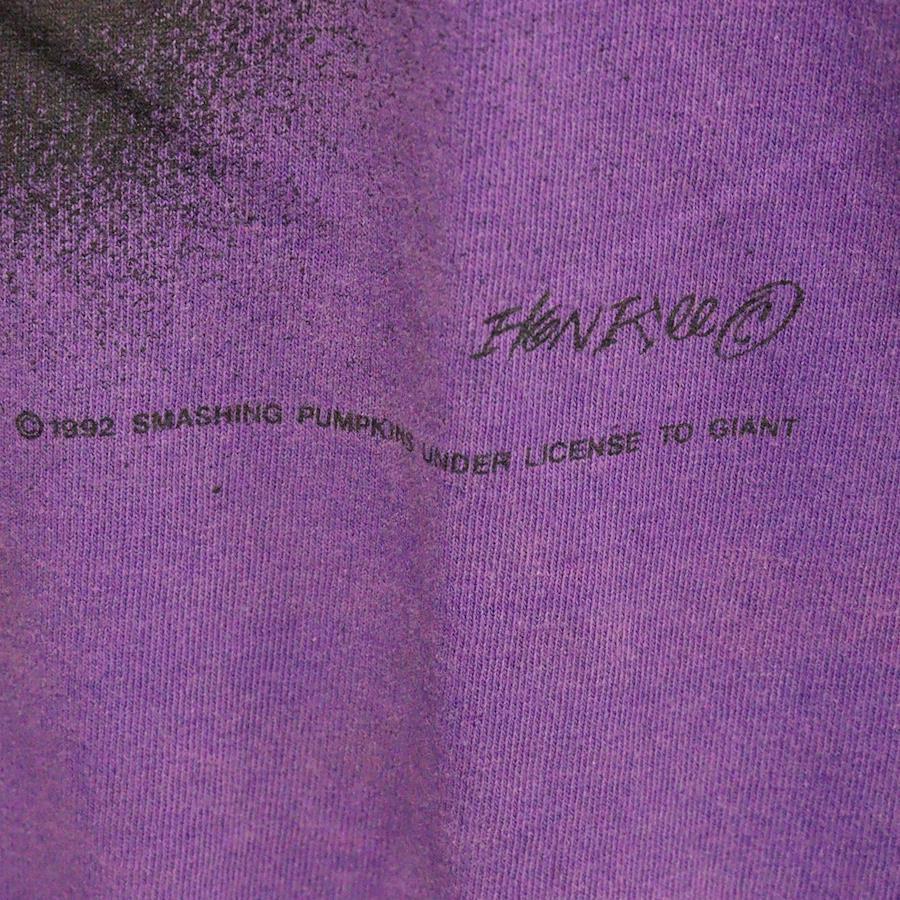 ©1992 SMASHING PUMPKINS UNDER LICENSE TO GIANT